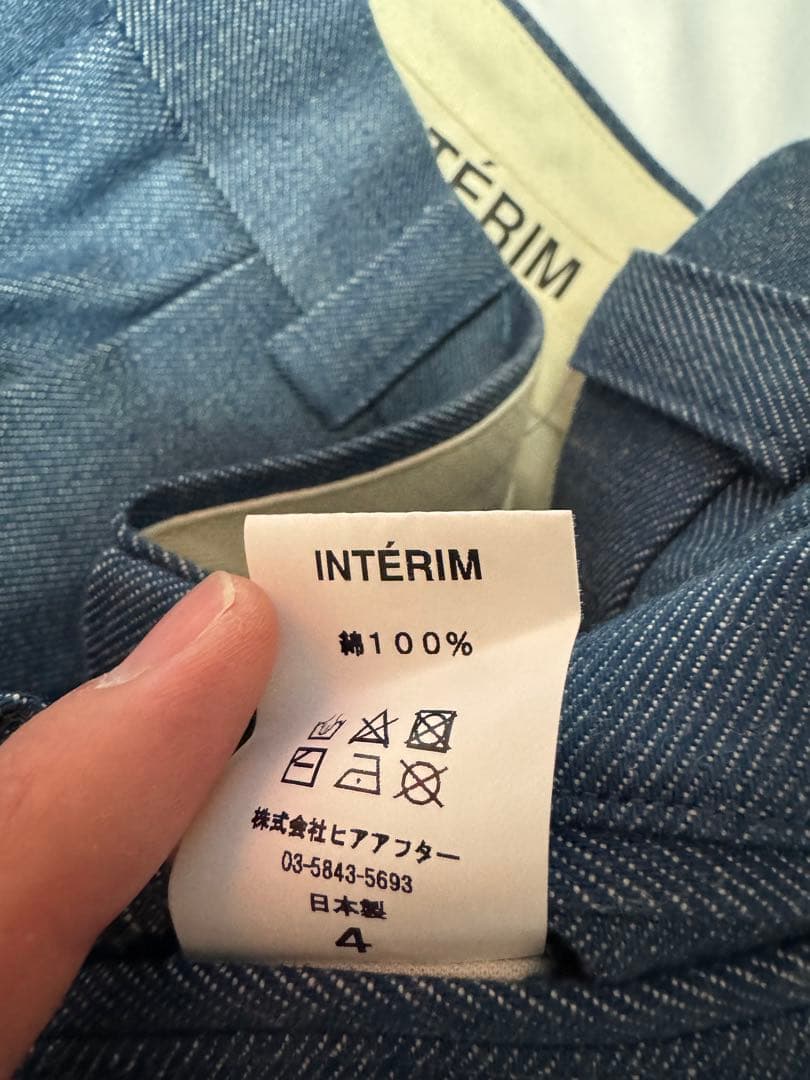 TÉRIM
INTÉRIM
綿100%
株式会社ヒアアフター
03-5843-5693
日本製
4